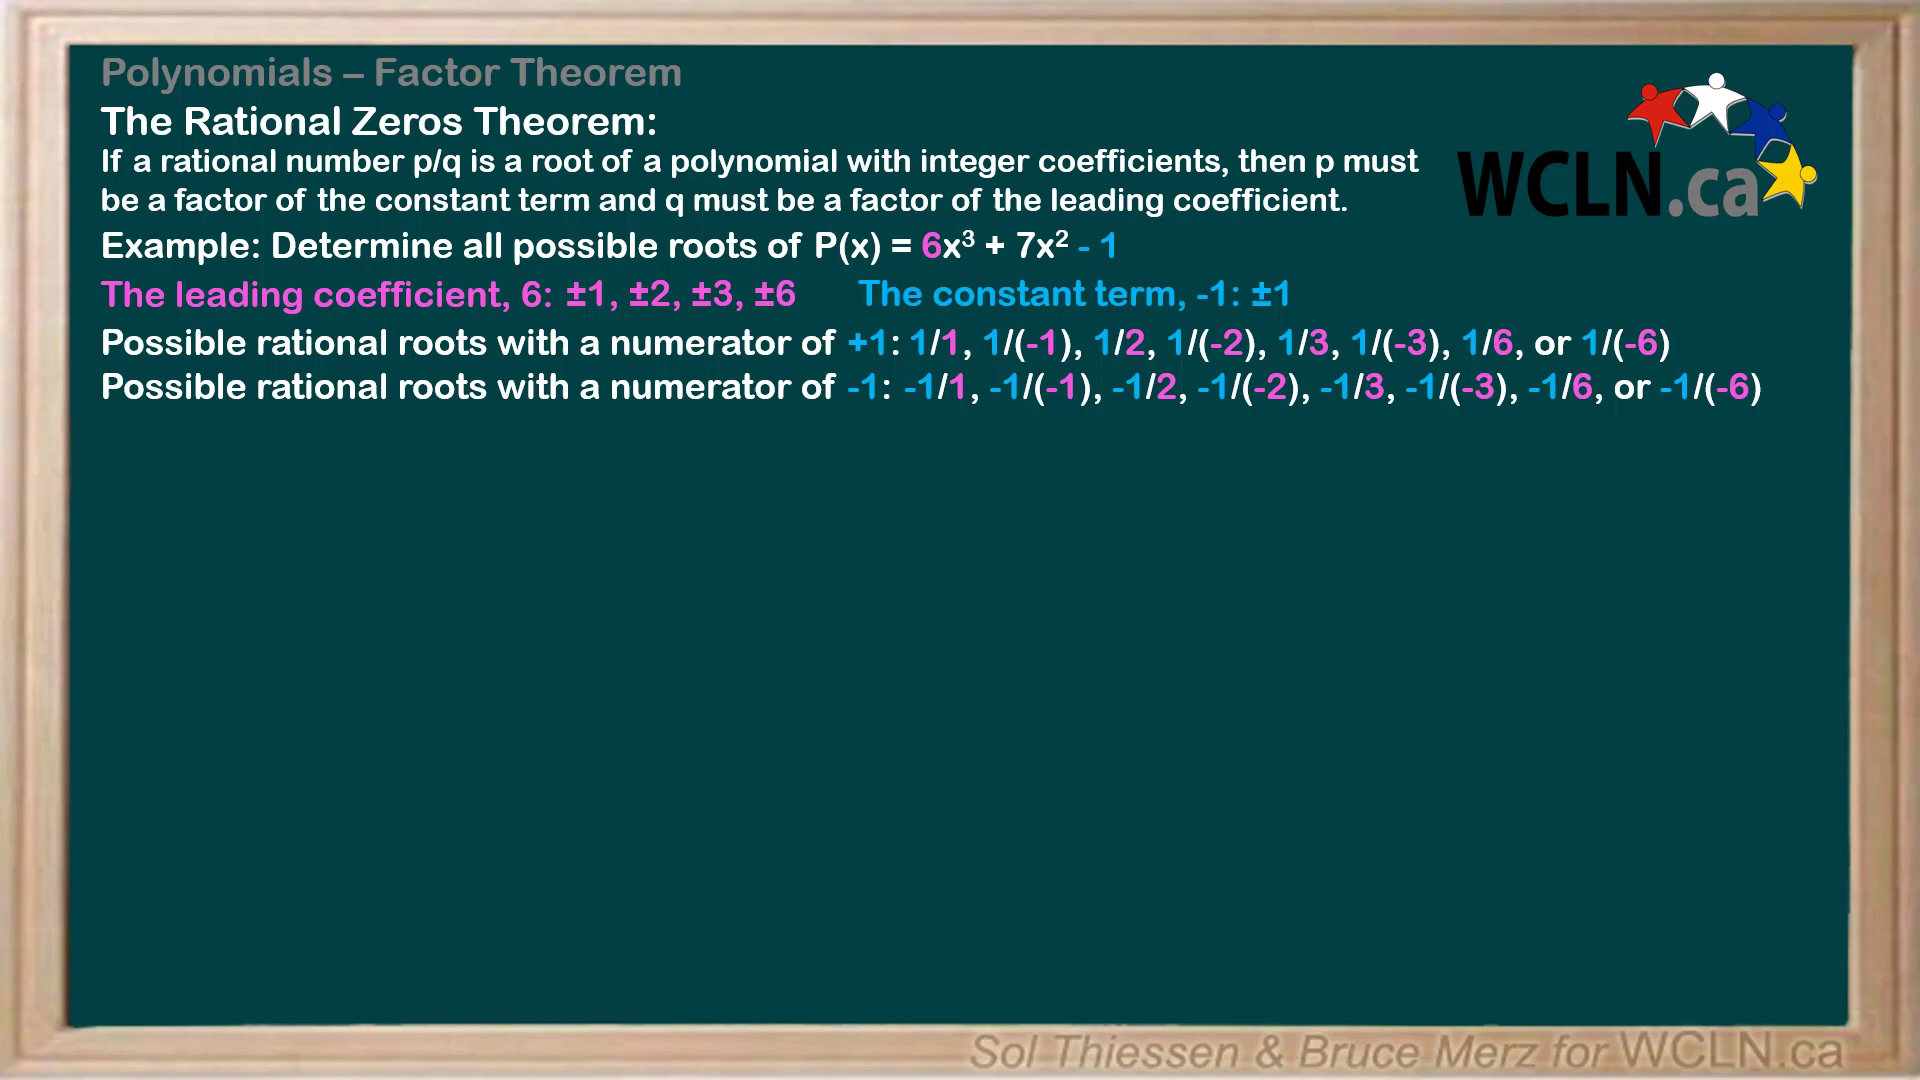 Polynomials – Factor Theorem
The Rational Zeros Theorem:
If a rational number p/q is a root of a polynomial with integer coefficients, then p must
be a factor of the constant term and q must be a factor of the leading coefficient.
WCLN.ca
Example: Determine all possible roots of P(x) = 6x³ + 7x² - 1
The leading coefficient, 6: ±1, ±2, ±3, ±6 The constant term, -1: ±1
Possible rational roots with a numerator of +1: 1/1, 1/(-1), 1/2, 1/(-2), 1/3, 1/(-3), 1/6, or 1/(-6)
Possible rational roots with a numerator of -1: -1/1, -1/(-1), -1/2, -1/(-2), -1/3, -1/(-3), -1/6, or -1/(-6)
Sol Thiessen & Bruce Merz for WCLN.ca